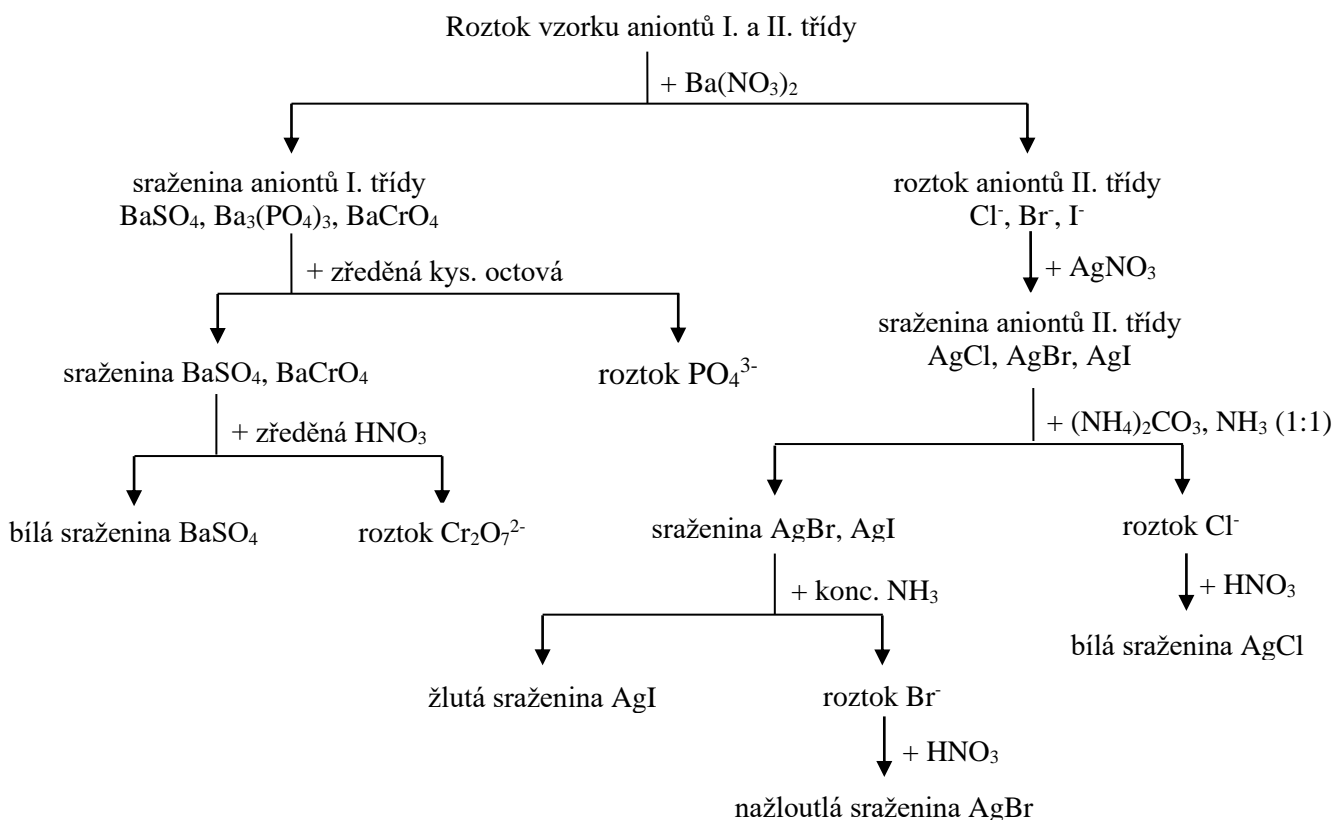 Roztok vzorku aniontů I. a II. třídy
+ Ba(NO₃)₂
sraženina aniontů I. třídy
BaSO₄, Ba₃(PO₄)₃, BaCrO₄
roztok aniontů II. třídy
Cl⁻, Br⁻, I⁻
+ zředěná kys. octová
+ AgNO₃
sraženina BaSO₄, BaCrO₄
roztok PO₄³⁻
sraženina aniontů II. třídy
AgCl, AgBr, AgI
+ zředěná HNO₃
+ (NH₄)₂CO₃, NH₃ (1:1)
bílá sraženina BaSO₄
roztok Cr₂O₇²⁻
sraženina AgBr, AgI
roztok Cl⁻
+ konc. NH₃
+ HNO₃
žlutá sraženina AgI
roztok Br⁻
bílá sraženina AgCl
+ HNO₃
nažloutlá sraženina AgBr